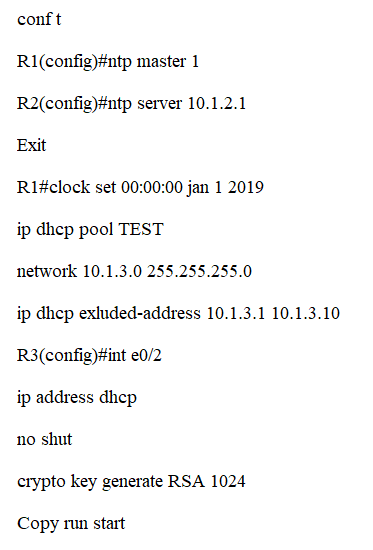 conf t
R1(config)#ntp master 1
R2(config)#ntp server 10.1.2.1
Exit
R1#clock set 00:00:00 jan 1 2019
ip dhcp pool TEST
network 10.1.3.0 255.255.255.0
ip dhcp exluded-address 10.1.3.1 10.1.3.10
R3(config)#int e0/2
ip address dhcp
no shut
crypto key generate RSA 1024
Copy run start